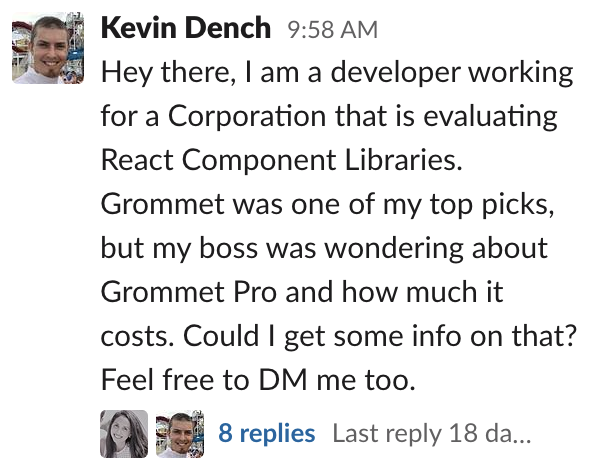 Kevin Dench 9:58 AM
Hey there, I am a developer working
for a Corporation that is evaluating
React Component Libraries.
Grommet was one of my top picks,
but my boss was wondering about
Grommet Pro and how much it
costs. Could I get some info on that?
Feel free to DM me too.
8 replies Last reply 18 da...